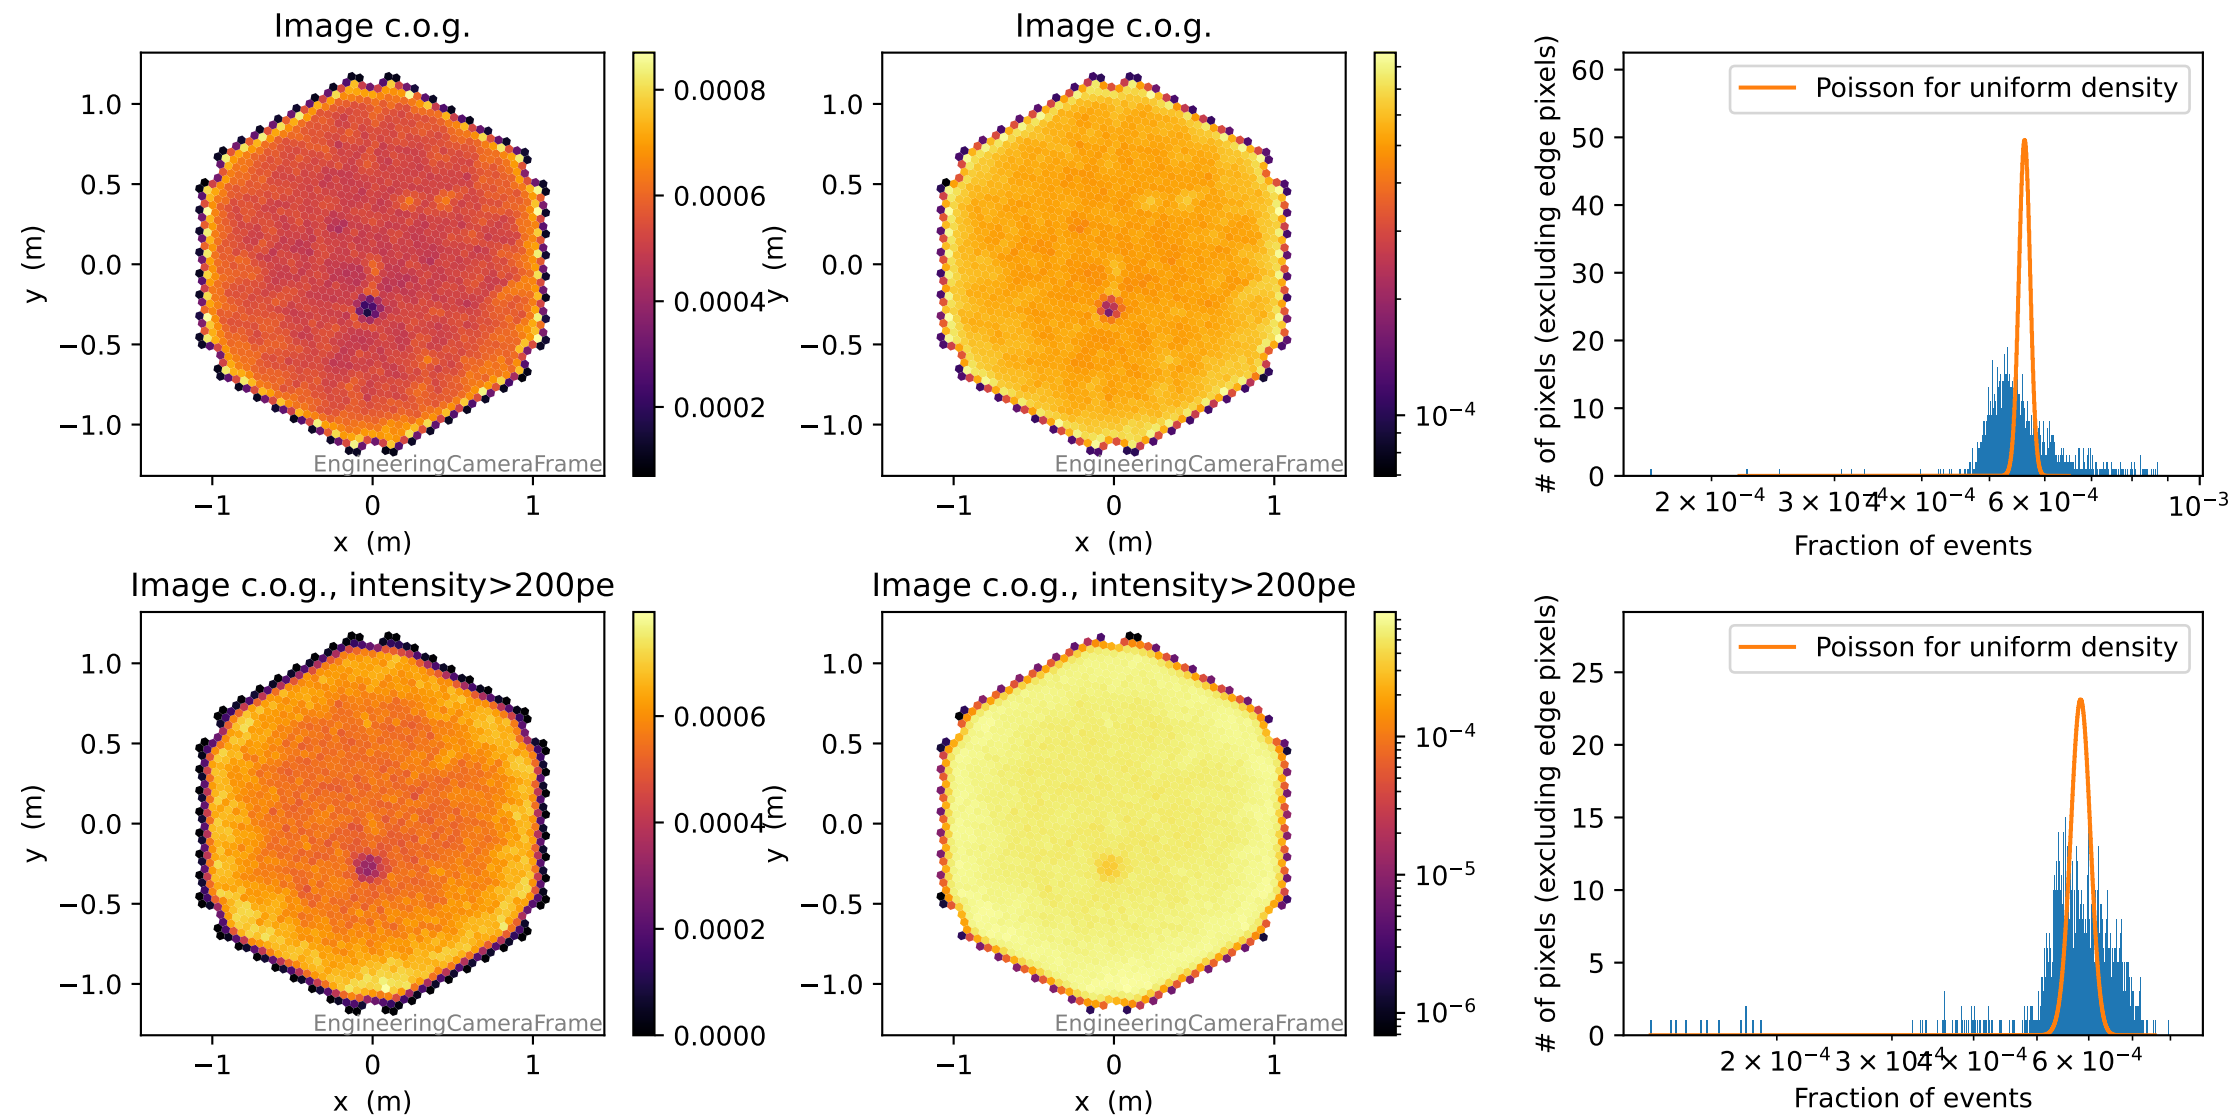 Image c.o.g.
1.0
0.5
0.0
−0.5
−1.0
y (m)
−1
0
1
x (m)
EngineeringCameraFrame
0.0008
0.0006
0.0004
0.0002
Image c.o.g.
1.0
0.5
0.0
−0.5
−1.0
y (m)
−1
0
1
x (m)
EngineeringCameraFrame
10⁻⁴
60
50
40
30
20
10
0
# of pixels (excluding edge pixels)
Poisson for uniform density
2 × 10⁻⁴
3 × 10⁻⁴
4 × 10⁻⁴
6 × 10⁻⁴
10⁻³
Fraction of events
Image c.o.g., intensity>200pe
1.0
0.5
0.0
−0.5
−1.0
y (m)
−1
0
1
x (m)
EngineeringCameraFrame
0.0006
0.0004
0.0002
0.0000
Image c.o.g., intensity>200pe
1.0
0.5
0.0
−0.5
−1.0
y (m)
−1
0
1
x (m)
EngineeringCameraFrame
10⁻⁴
10⁻⁵
10⁻⁶
25
20
15
10
5
0
# of pixels (excluding edge pixels)
Poisson for uniform density
2 × 10⁻⁴
3 × 10⁻⁴
4 × 10⁻⁴
6 × 10⁻⁴
Fraction of events